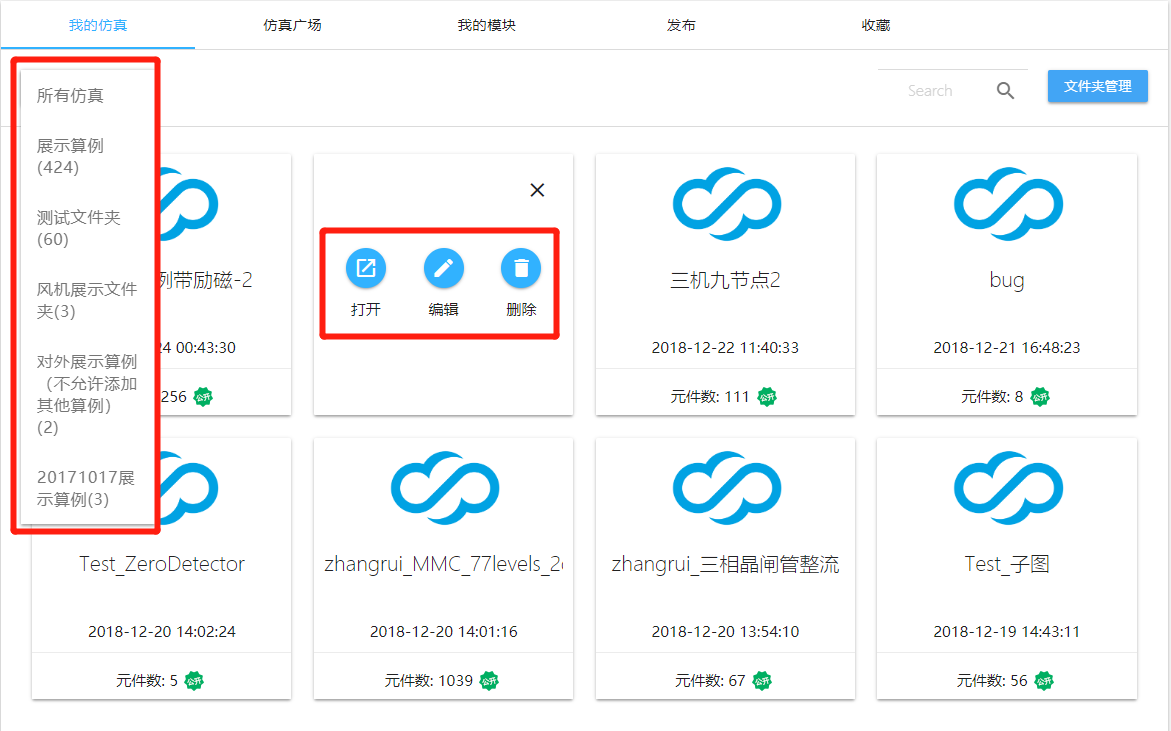 我的仿真
仿真广场
我的模块
发布
收藏
Search
文件夹管理
所有仿真
展示算例
(424)
测试文件夹
(60)
风机展示文件
夹(3)
对外展示算例
（不允许添加
其他算例）
(2)
20171017展
示算例(3)
例带励磁-2
24 00:43:30
256 公开
打开
编辑
删除
三机九节点2
2018-12-22 11:40:33
元件数: 111 公开
bug
2018-12-21 16:48:23
元件数: 8 公开
Test_ZeroDetector
2018-12-20 14:02:24
元件数: 5 公开
zhangrui_MMC_77levels_2
2018-12-20 14:01:16
元件数: 1039 公开
zhangrui_三相晶闸管整流
2018-12-20 13:54:10
元件数: 67 公开
Test_子图
2018-12-19 14:43:11
元件数: 56 公开